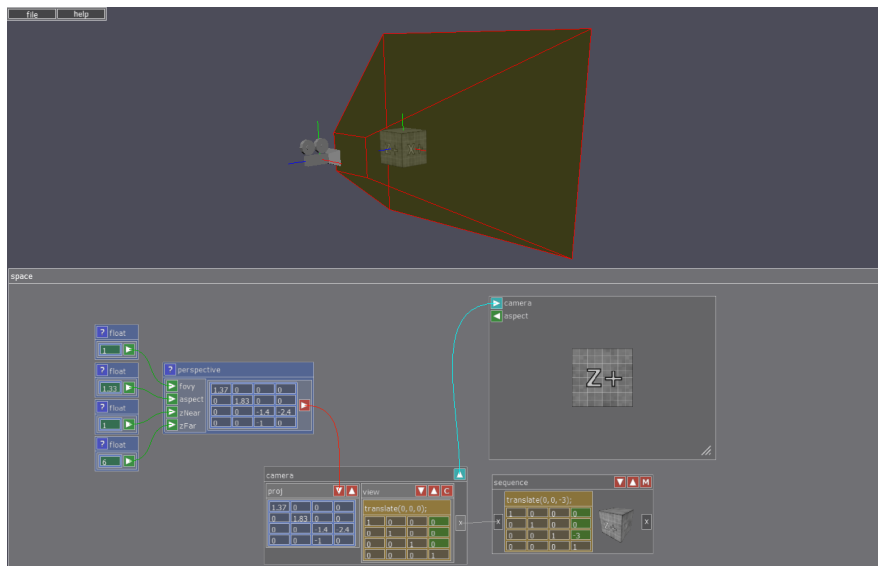 file help
space
camera
aspect
float
1
float
1.33
float
1
float
6
perspective
fovy
aspect
zNear
zFar
1.37 0 0 0
0 1.83 0 0
0 0 -1.4 -2.4
0 0 -1 0
Z+
camera
proj
1.37 0 0 0
0 1.83 0 0
0 0 -1.4 -2.4
0 0 -1 0
view
C
translate(0, 0, 0);
1 0 0 0
0 1 0 0
0 0 1 0
0 0 0 1
x
sequence
M
x
translate(0, 0, -3);
1 0 0 0
0 1 0 0
0 0 1 -3
0 0 0 1
x